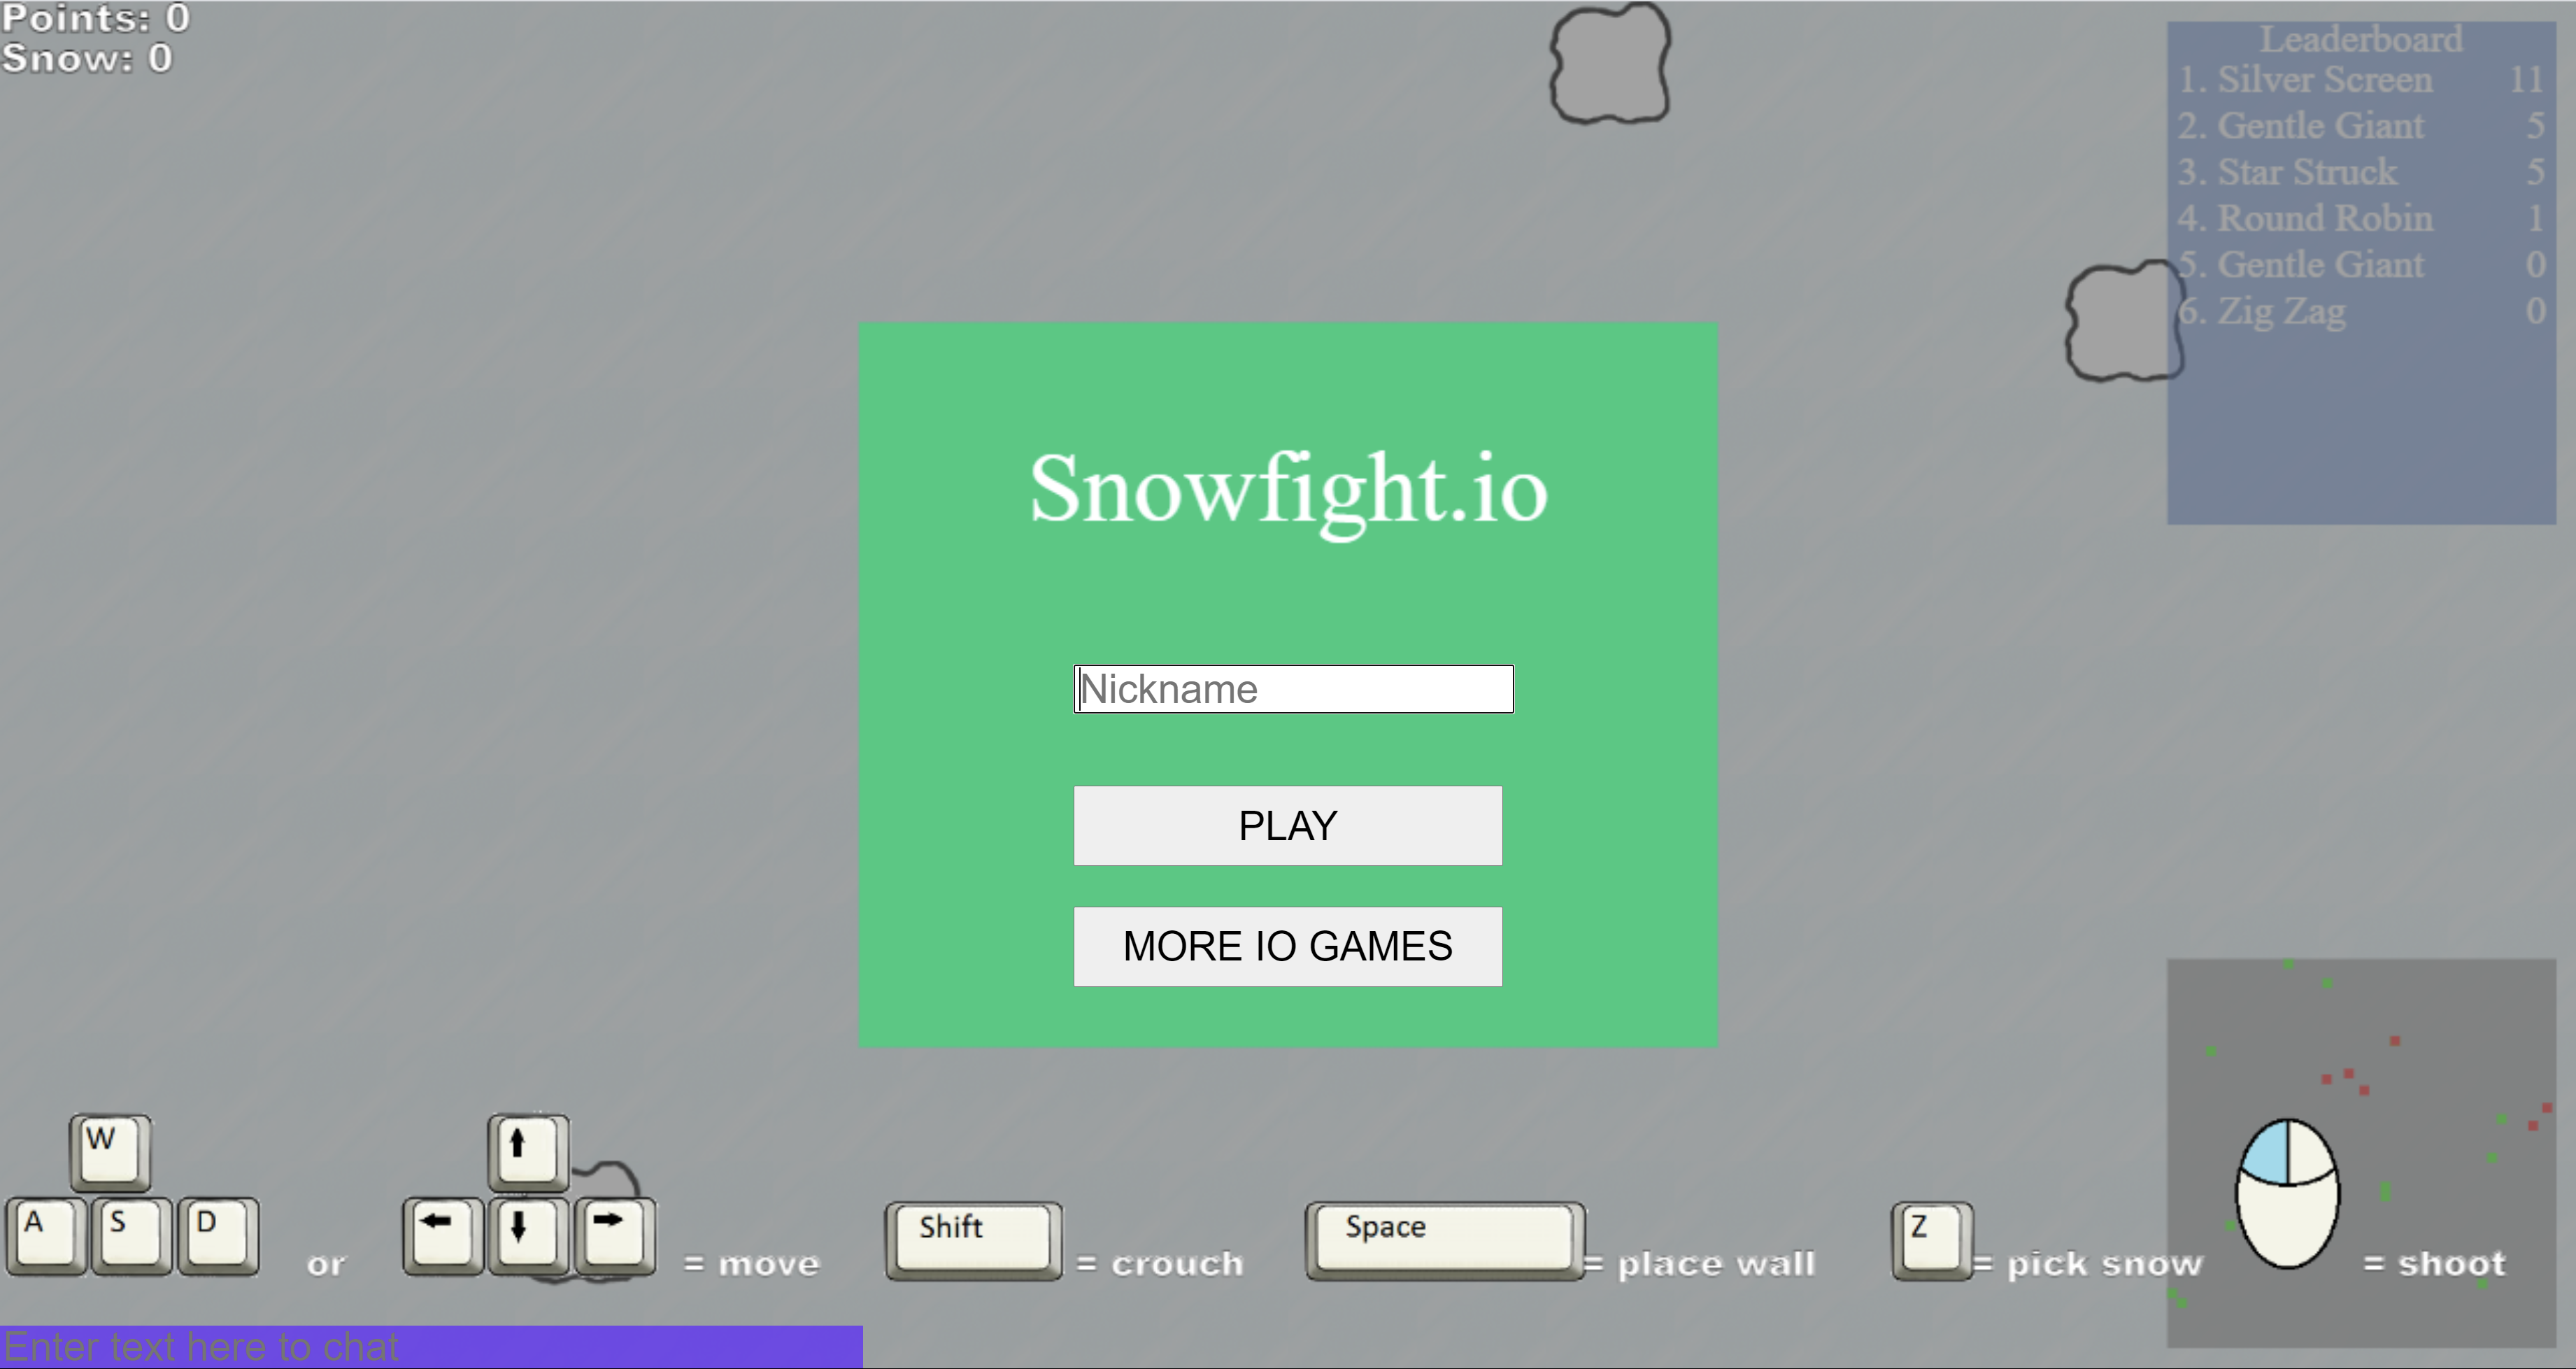 Points: 0
Snow: 0
Leaderboard
1. Silver Screen 11
2. Gentle Giant 5
3. Star Struck 5
4. Round Robin 1
5. Gentle Giant 0
6. Zig Zag 0
Snowfight.io
Nickname
PLAY
MORE IO GAMES
W
A S D or = move
Shift = crouch
Space = place wall
Z = pick snow
= shoot
Enter text here to chat